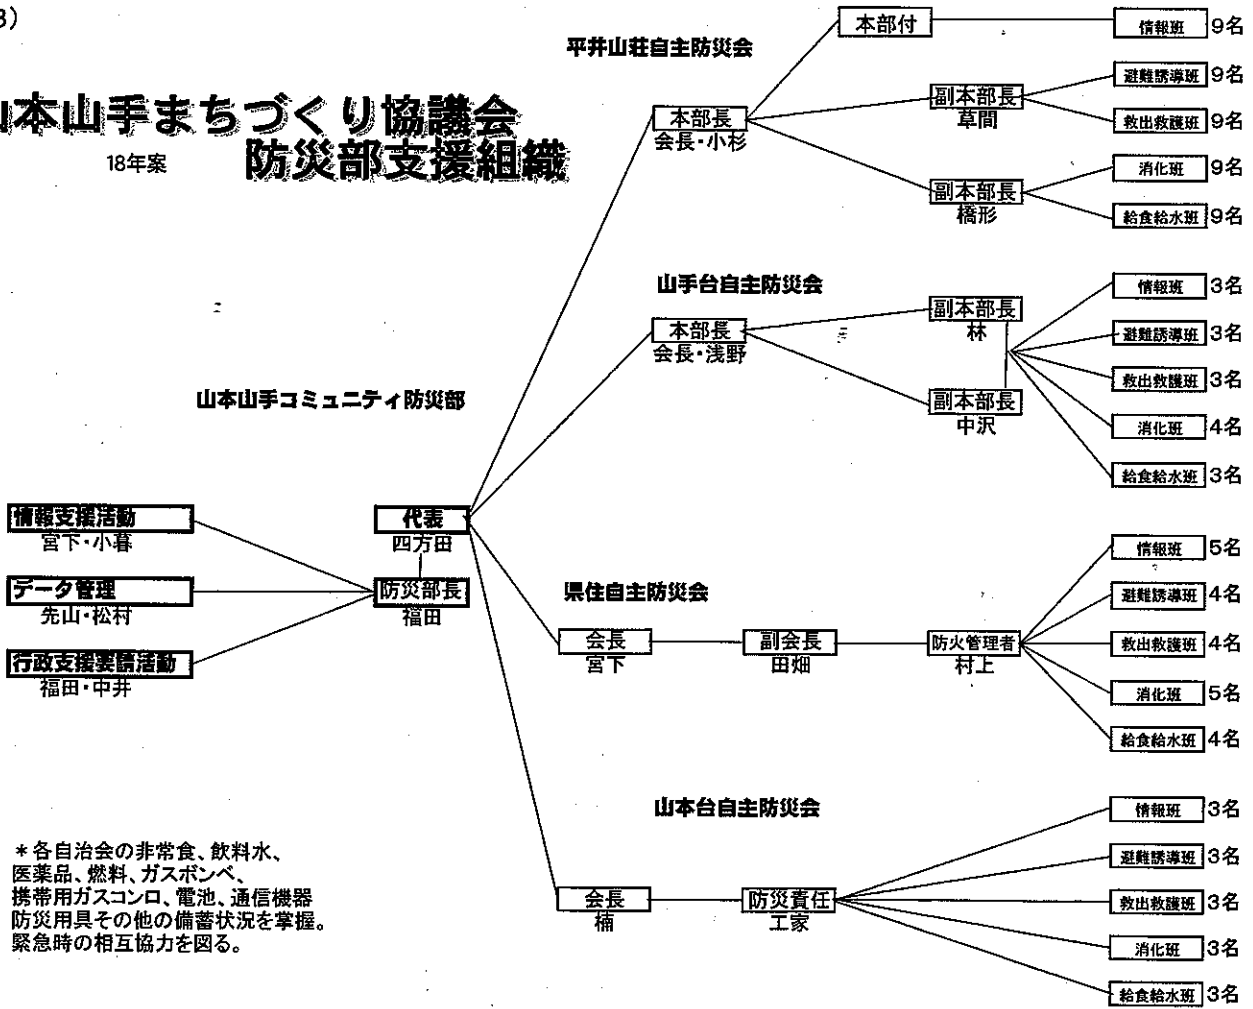 3）
山本山手まちづくり協議会
18年案
防災部支援組織
平井山荘自主防災会
本部長
会長・小杉
本部付
情報班 9名
副本部長
草間
避難誘導班 9名
救出救護班 9名
副本部長
橋形
消化班 9名
給食給水班 9名
山手台自主防災会
本部長
会長・浅野
副本部長
林
副本部長
中沢
情報班 3名
避難誘導班 3名
救出救護班 3名
消化班 4名
給食給水班 3名
山本山手コミュニティ防災部
情報支援活動
宮下・小暮
データ管理
先山・松村
行政支援要請活動
福田・中井
代表
四方田
防災部長
福田
県住自主防災会
会長
宮下
副会長
田畑
防火管理者
村上
情報班 5名
避難誘導班 4名
救出救護班 4名
消化班 5名
給食給水班 4名
山本台自主防災会
会長
楠
防災責任
工家
情報班 3名
避難誘導班 3名
救出救護班 3名
消化班 3名
給食給水班 3名
＊各自治会の非常食、飲料水、
医薬品、燃料、ガスボンベ、
携帯用ガスコンロ、電池、通信機器
防災用具その他の備蓄状況を掌握。
緊急時の相互協力を図る。